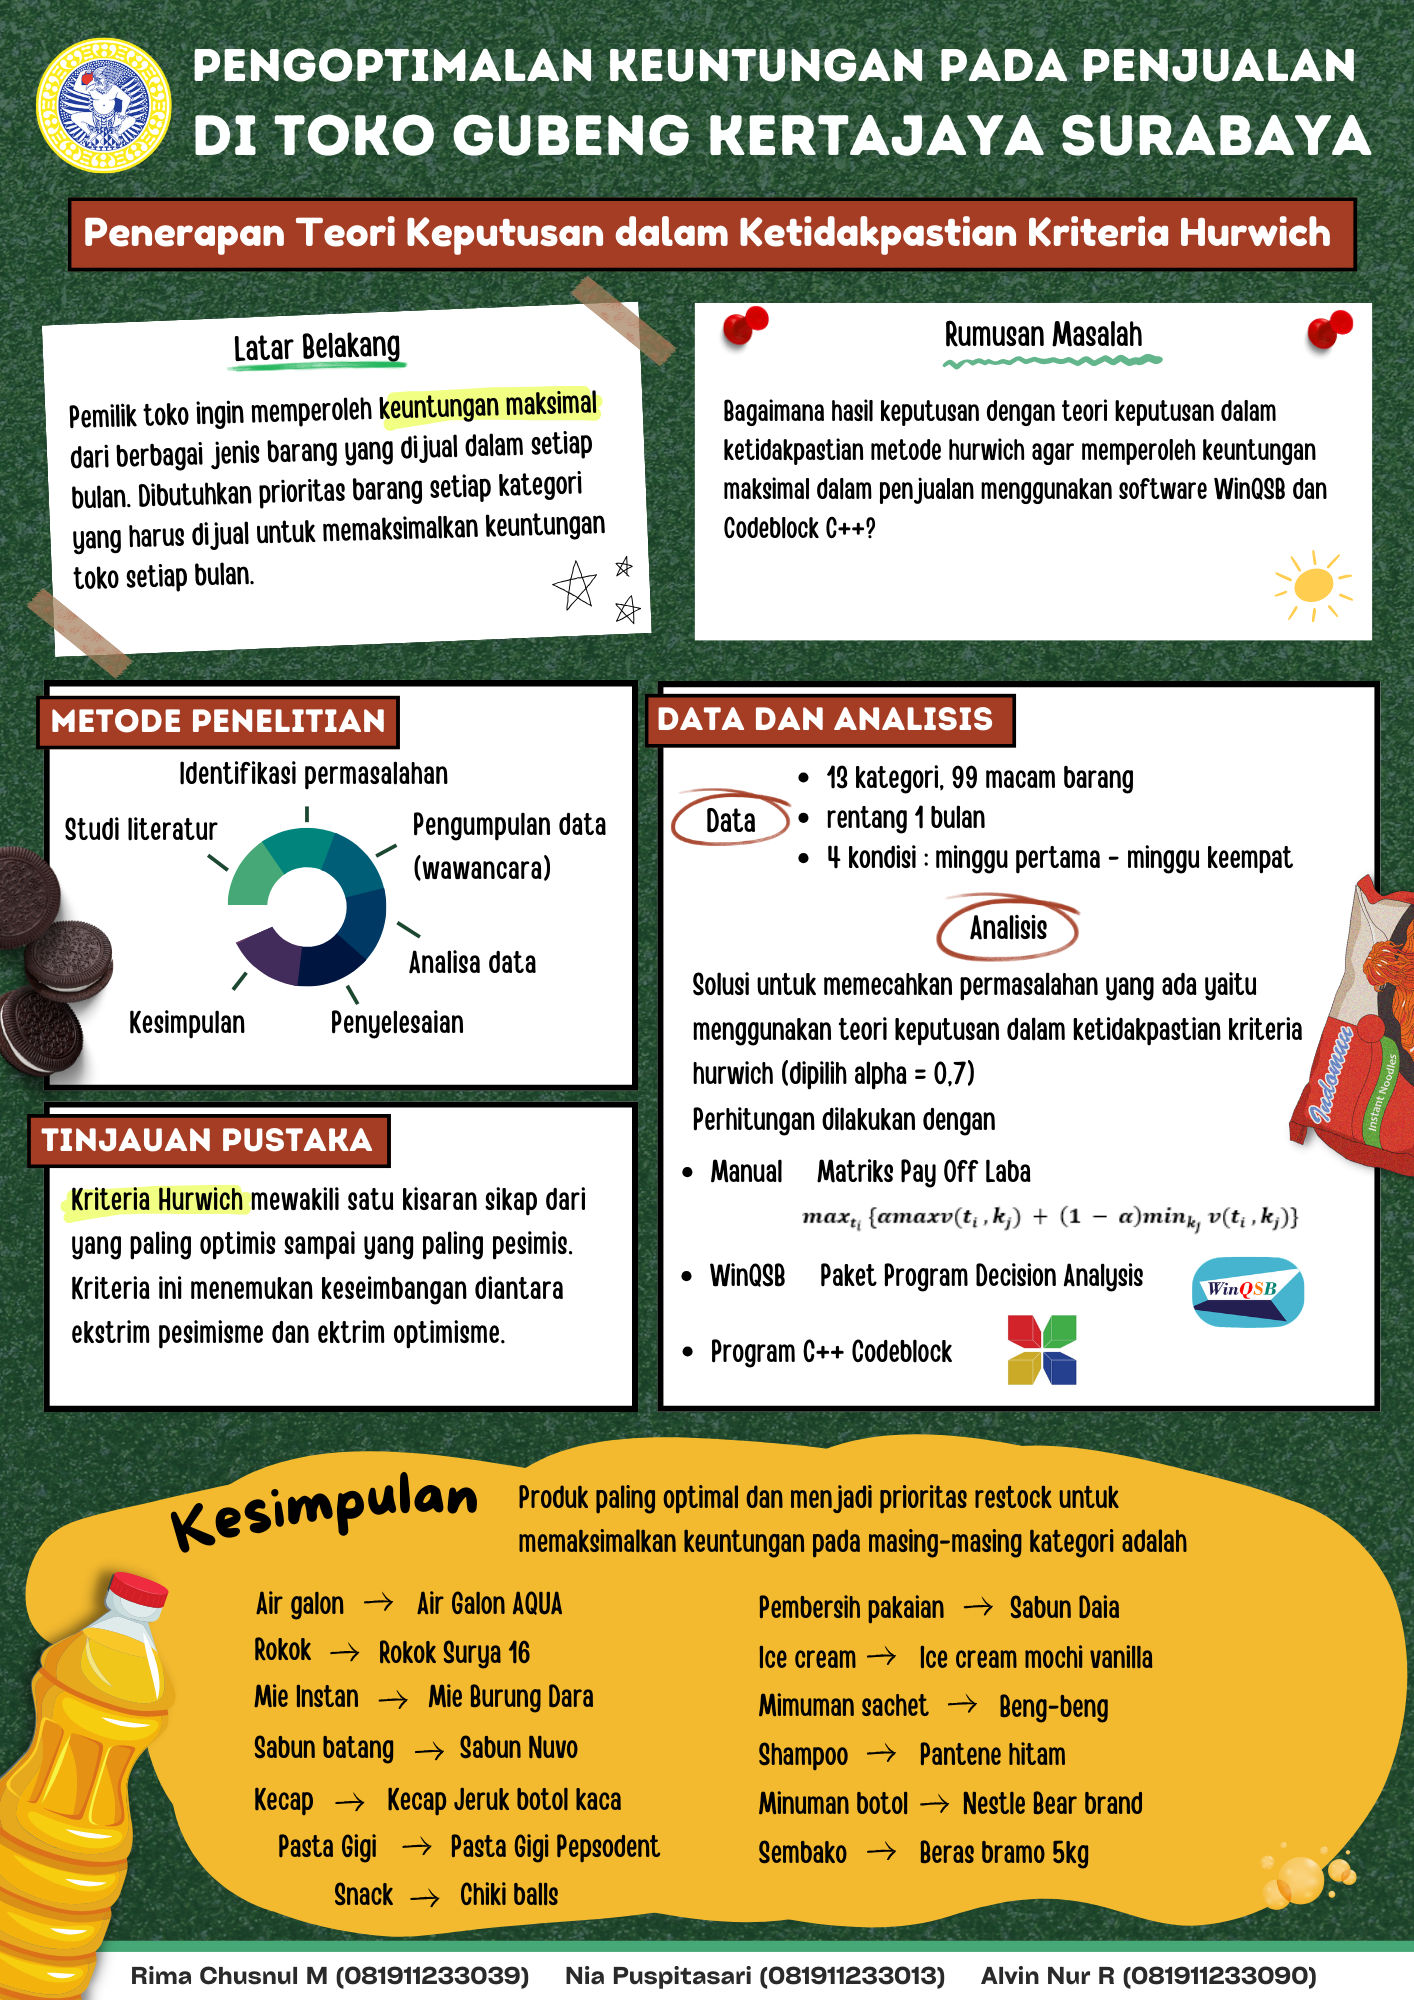 PENGOPTIMALAN KEUNTUNGAN PADA PENJUALAN
DI TOKO GUBENG KERTAJAYA SURABAYA
Penerapan Teori Keputusan dalam Ketidakpastian Kriteria Hurwich
Latar Belakang
Pemilik toko ingin memperoleh keuntungan maksimal
dari berbagai jenis barang yang dijual dalam setiap
bulan. Dibutuhkan prioritas barang setiap kategori
yang harus dijual untuk memaksimalkan keuntungan
toko setiap bulan.
Rumusan Masalah
Bagaimana hasil keputusan dengan teori keputusan dalam
ketidakpastian metode hurwich agar memperoleh keuntungan
maksimal dalam penjualan menggunakan software WinQSB dan
Codeblock C++?
METODE PENELITIAN
Identifikasi permasalahan
Studi literatur
Pengumpulan data
(wawancara)
Analisa data
Kesimpulan
Penyelesaian
TINJAUAN PUSTAKA
Kriteria Hurwich mewakili satu kisaran sikap dari
yang paling optimis sampai yang paling pesimis.
Kriteria ini menemukan keseimbangan diantara
ekstrim pesimisme dan ektrim optimisme.
DATA DAN ANALISIS
Data
• 13 kategori, 99 macam barang
• rentang 1 bulan
• 4 kondisi : minggu pertama - minggu keempat
Analisis
Solusi untuk memecahkan permasalahan yang ada yaitu
menggunakan teori keputusan dalam ketidakpastian kriteria
hurwich (dipilih alpha = 0,7)
Perhitungan dilakukan dengan
• Manual Matriks Pay Off Laba
max_{t_i} {αmaxv(t_i , k_j) + (1 − α)min_{k_j} v(t_i , k_j)}
• WinQSB Paket Program Decision Analysis
WinQSB
• Program C++ Codeblock
Indomun
Instant Noodles
Kesimpulan
Produk paling optimal dan menjadi prioritas restock untuk
memaksimalkan keuntungan pada masing-masing kategori adalah
Air galon → Air Galon AQUA
Rokok → Rokok Surya 16
Mie Instan → Mie Burung Dara
Sabun batang → Sabun Nuvo
Kecap → Kecap Jeruk botol kaca
Pasta Gigi → Pasta Gigi Pepsodent
Snack → Chiki balls
Pembersih pakaian → Sabun Daia
Ice cream → Ice cream mochi vanilla
Mimuman sachet → Beng-beng
Shampoo → Pantene hitam
Minuman botol → Nestle Bear brand
Sembako → Beras bramo 5kg
Rima Chusnul M (081911233039) Nia Puspitasari (081911233013) Alvin Nur R (081911233090)